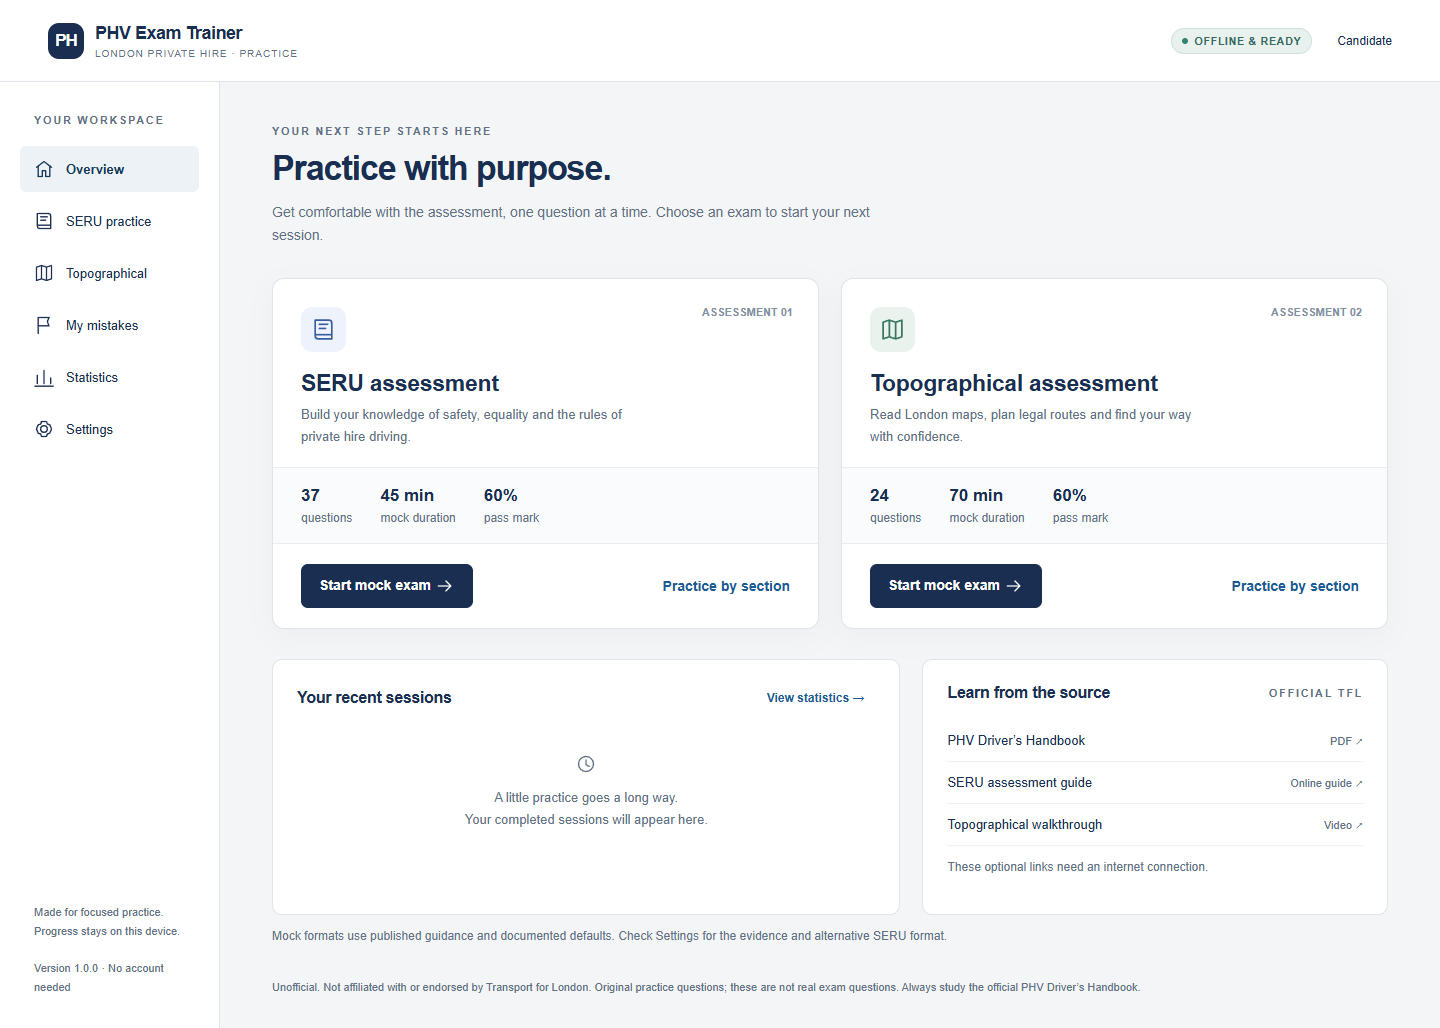 PH
PHV Exam Trainer
LONDON PRIVATE HIRE · PRACTICE
OFFLINE & READY
Candidate
YOUR WORKSPACE
Overview
SERU practice
Topographical
My mistakes
Statistics
Settings
Made for focused practice.
Progress stays on this device.
Version 1.0.0 · No account
needed
YOUR NEXT STEP STARTS HERE
Practice with purpose.
Get comfortable with the assessment, one question at a time. Choose an exam to start your next
session.
ASSESSMENT 01
SERU assessment
Build your knowledge of safety, equality and the rules of
private hire driving.
37
questions
45 min
mock duration
60%
pass mark
Start mock exam →
Practice by section
ASSESSMENT 02
Topographical assessment
Read London maps, plan legal routes and find your way
with confidence.
24
questions
70 min
mock duration
60%
pass mark
Start mock exam →
Practice by section
Your recent sessions
View statistics →
A little practice goes a long way.
Your completed sessions will appear here.
Learn from the source
OFFICIAL TFL
PHV Driver’s Handbook
PDF ↗
SERU assessment guide
Online guide ↗
Topographical walkthrough
Video ↗
These optional links need an internet connection.
Mock formats use published guidance and documented defaults. Check Settings for the evidence and alternative SERU format.
Unofficial. Not affiliated with or endorsed by Transport for London. Original practice questions; these are not real exam questions. Always study the official PHV Driver’s Handbook.